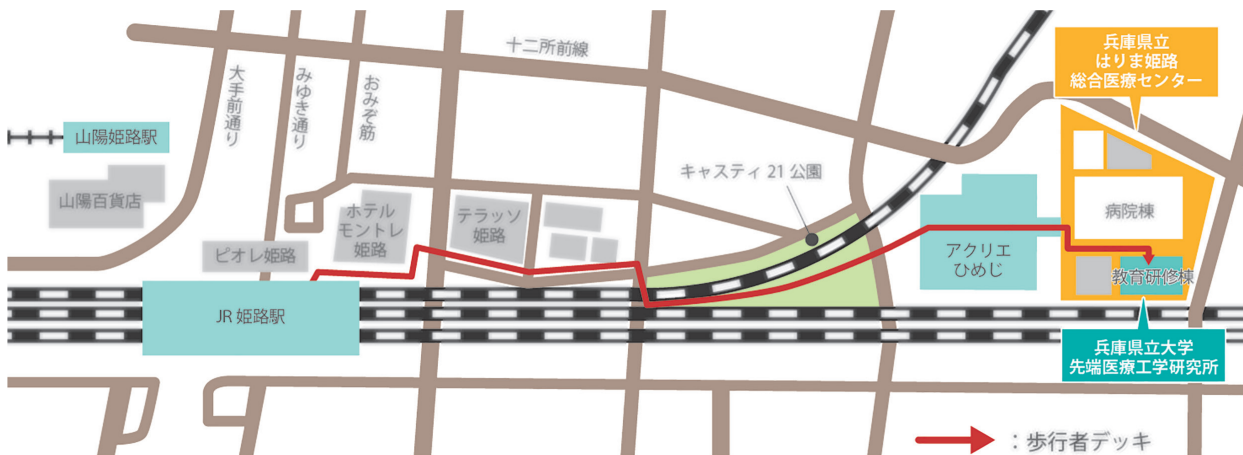 十二所前線
兵庫県立
はりま姫路
総合医療センター
大手前通り
みゆき通り
おみぞ筋
山陽姫路駅
山陽百貨店
キャスティ21公園
ホテル
モントレ
姫路
テラッソ
姫路
ピオレ姫路
病院棟
アクリエ
ひめじ
教育研修棟
JR 姫路駅
兵庫県立大学
先端医療工学研究所
：歩行者デッキ